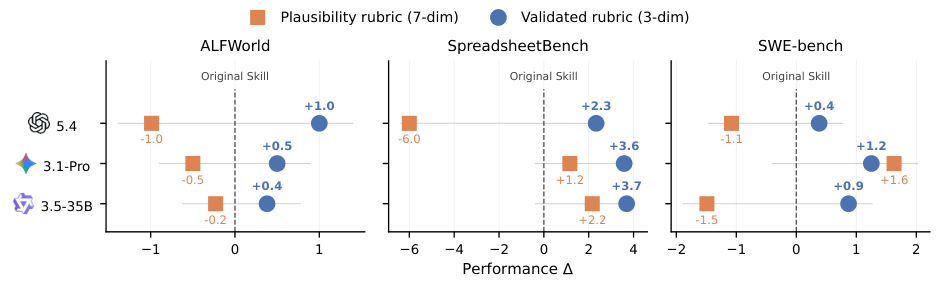 Plausibility rubric (7-dim) Validated rubric (3-dim)
ALFWorld SpreadsheetBench SWE-bench
Original Skill Original Skill Original Skill
5.4 -1.0 +1.0 -6.0 +2.3 -1.1 +0.4
3.1-Pro -0.5 +0.5 +1.2 +3.6 +1.2 +1.6
3.5-35B -0.2 +0.4 +2.2 +3.7 -1.5 +0.9
−1 0 1 −6 −4 −2 0 2 4 −2 −1 0 1 2
Performance Δ